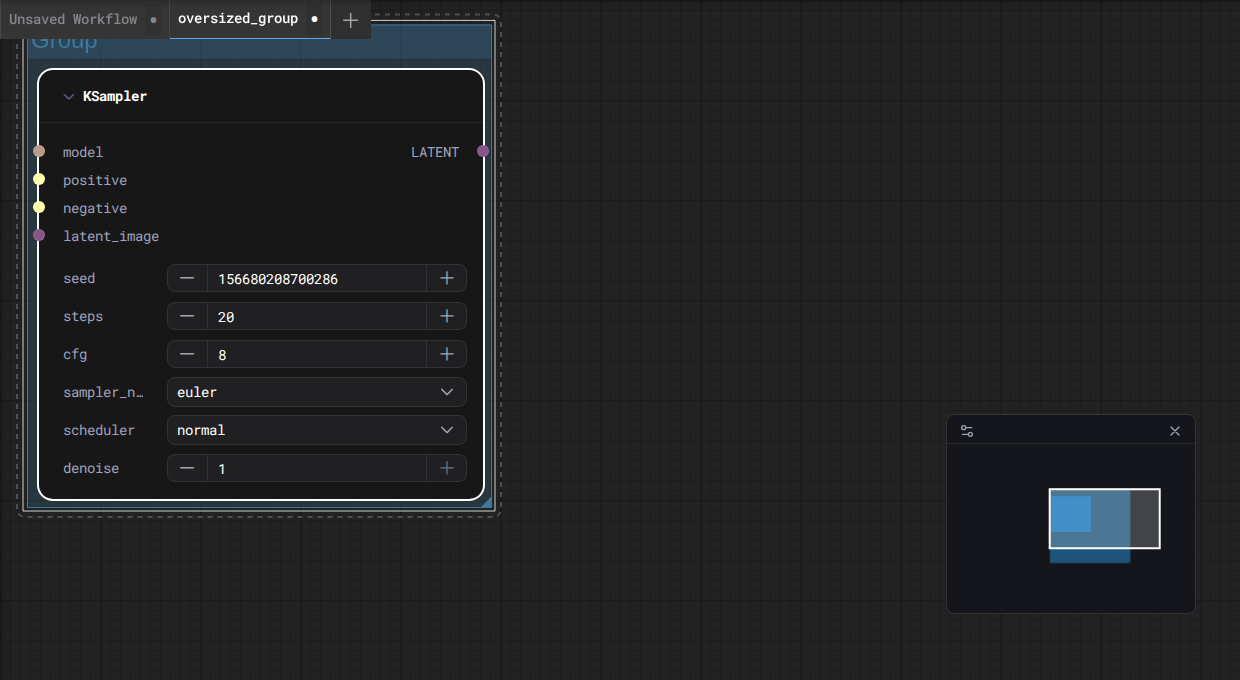 Unsaved Workflow
oversized_group
Group
KSampler
model LATENT
positive
negative
latent_image
seed 156680208700286
steps 20
cfg 8
sampler_n… euler
scheduler normal
denoise 1